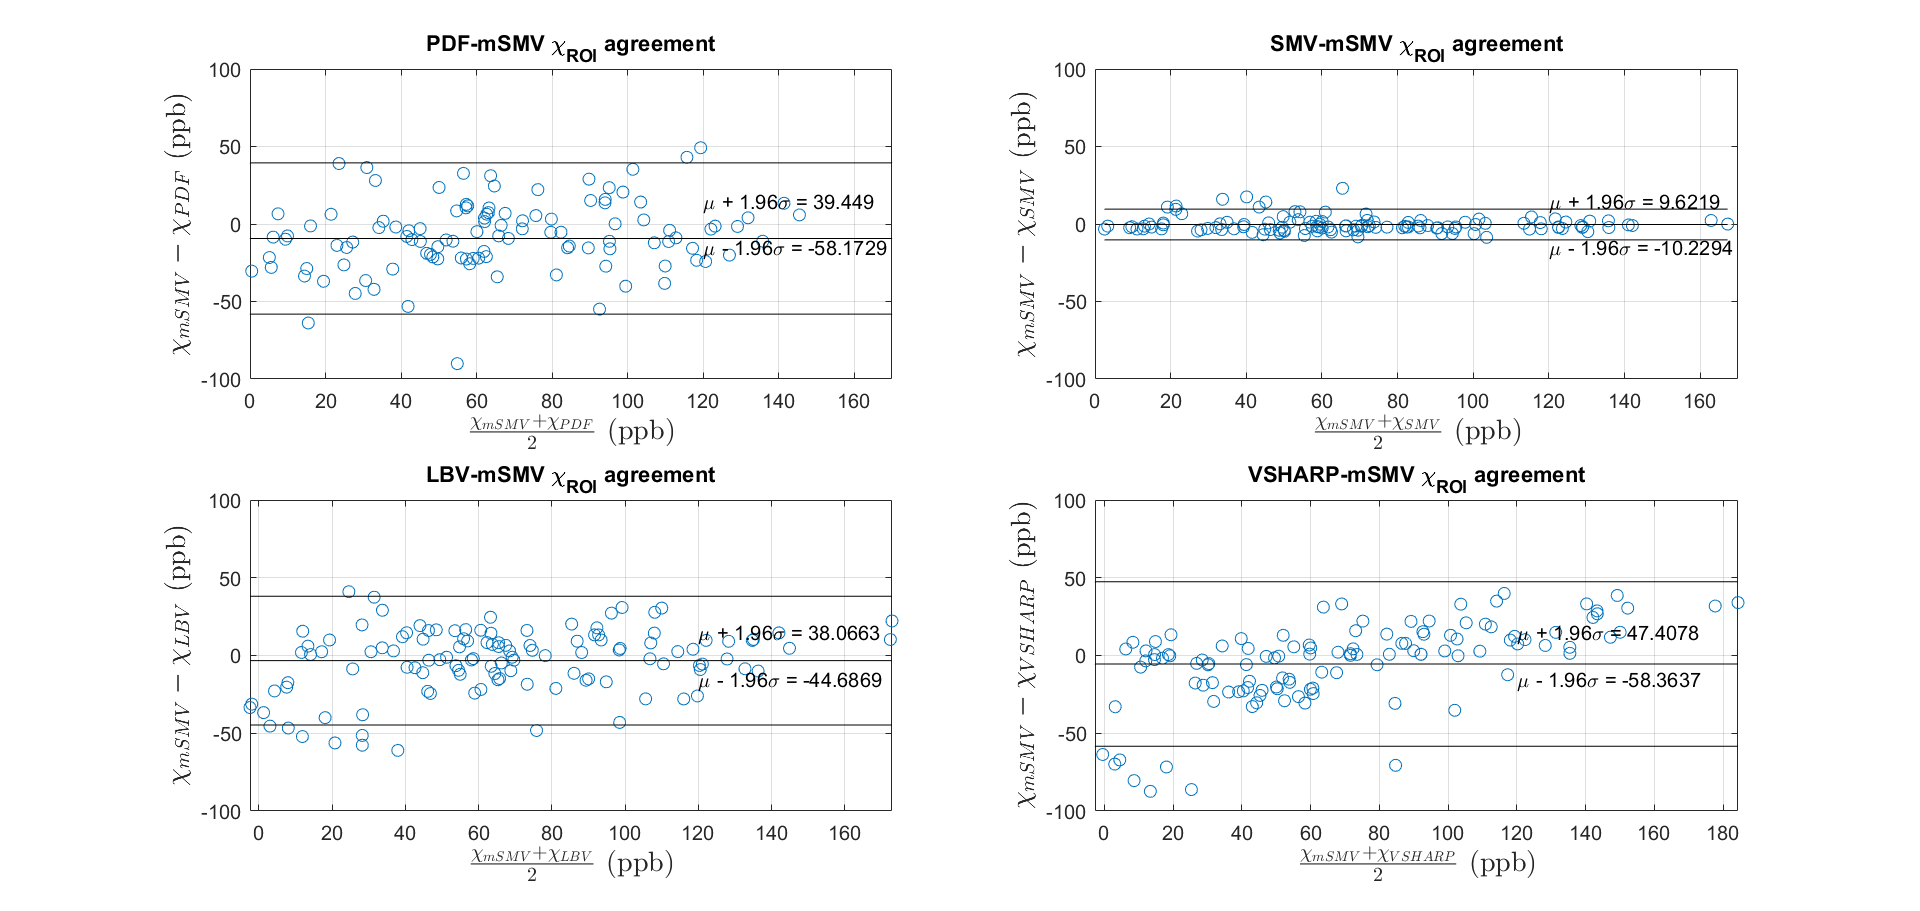 PDF-mSMV χROI agreement
100
50
0
-50
-100
χmSMV − χPDF (ppb)
μ + 1.96σ = 39.449
μ - 1.96σ = -58.1729
0 20 40 60 80 100 120 140 160
χmSMV+χPDF
2
(ppb)
SMV-mSMV χROI agreement
100
50
0
-50
-100
χmSMV − χSMV (ppb)
μ + 1.96σ = 9.6219
μ - 1.96σ = -10.2294
0 20 40 60 80 100 120 140 160
χmSMV+χSMV
2
(ppb)
LBV-mSMV χROI agreement
100
50
0
-50
-100
χmSMV − χLBV (ppb)
μ + 1.96σ = 38.0663
μ - 1.96σ = -44.6869
0 20 40 60 80 100 120 140 160
χmSMV+χLBV
2
(ppb)
VSHARP-mSMV χROI agreement
100
50
0
-50
-100
χmSMV − χVSHARP (ppb)
μ + 1.96σ = 47.4078
μ - 1.96σ = -58.3637
0 20 40 60 80 100 120 140 160 180
χmSMV+χVSHARP
2
(ppb)